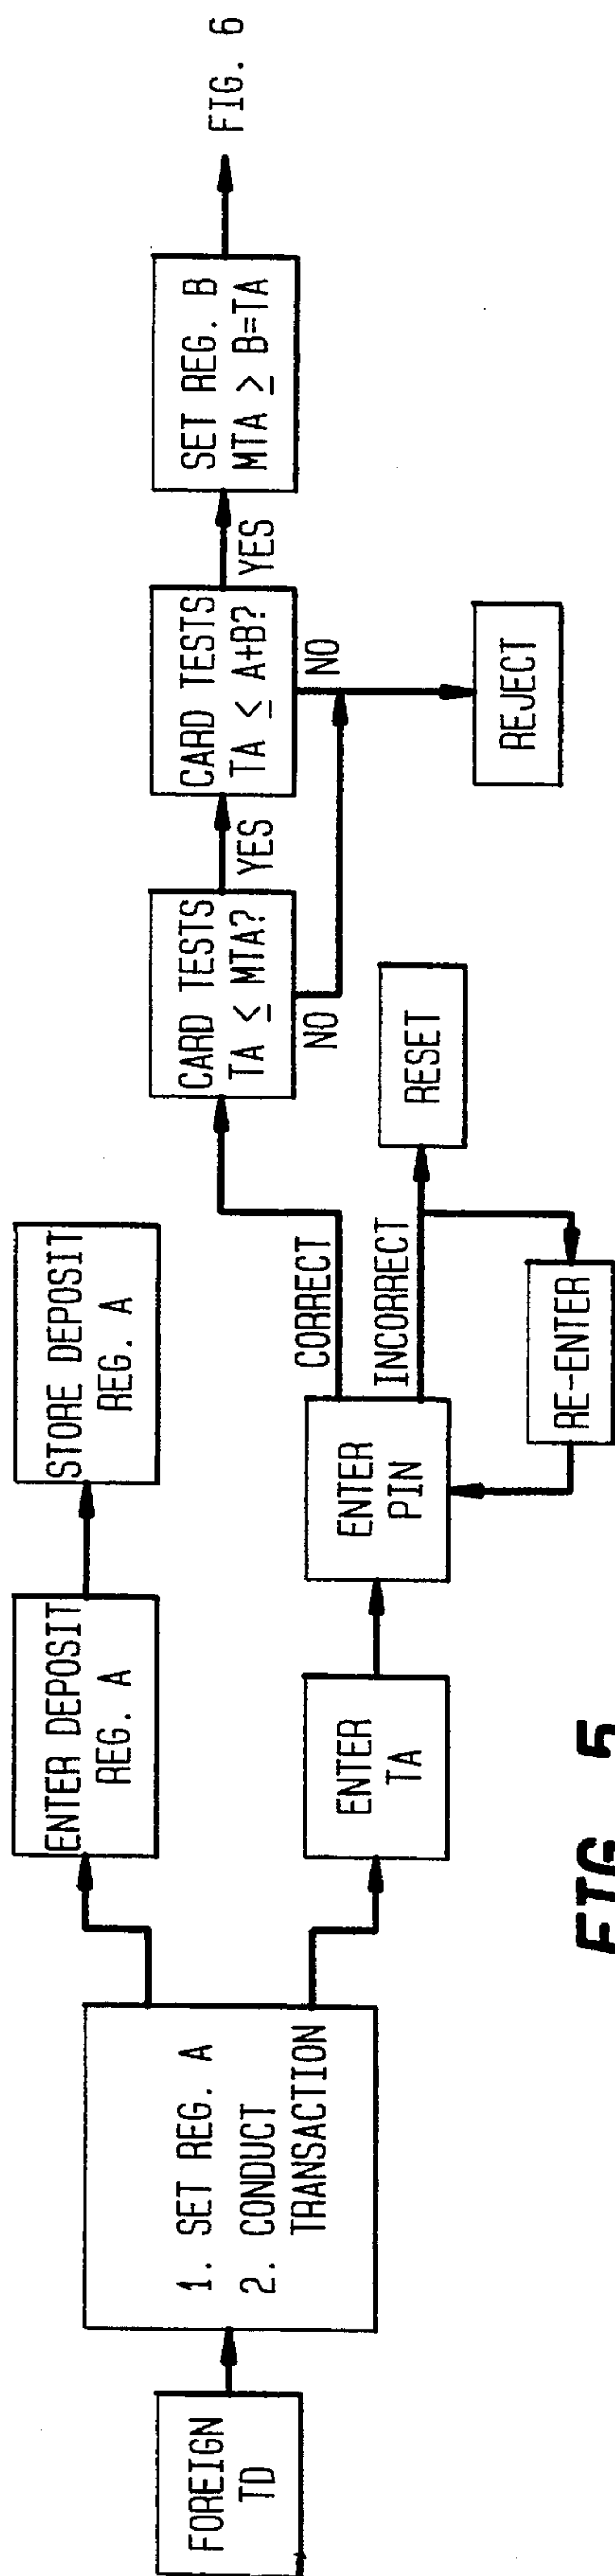 FOREIGN
TD
1. SET REG. A
2. CONDUCT
TRANSACTION
ENTER DEPOSIT
REG. A
STORE DEPOSIT
REG. A
ENTER
TA
ENTER
PIN
CORRECT
INCORRECT
RE-ENTER
RESET
CARD TESTS
TA ≤ MTA?
YES
NO
CARD TESTS
TA ≤ A+B?
YES
NO
REJECT
SET REG. B
MTA ≥ B=TA
FIG. 6
FIG. 5